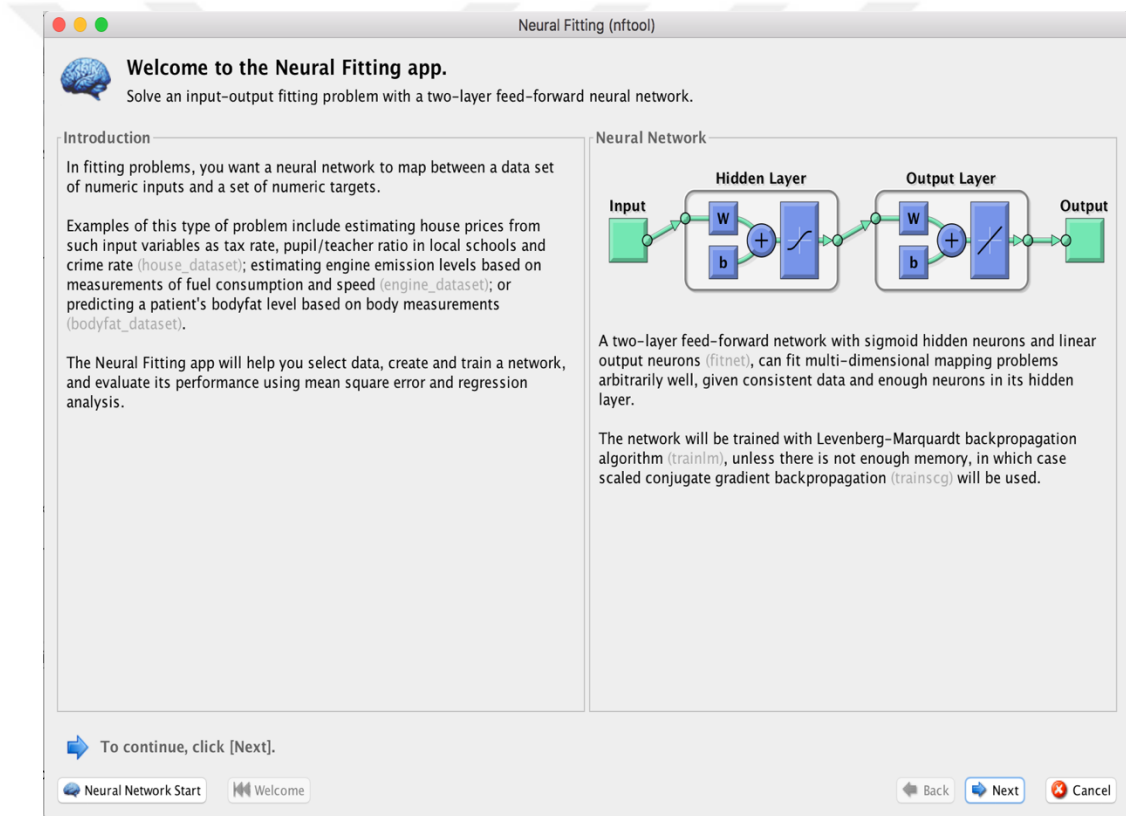 Neural Fitting (nftool)
Welcome to the Neural Fitting app.
Solve an input-output fitting problem with a two-layer feed-forward neural network.
Introduction
In fitting problems, you want a neural network to map between a data set
of numeric inputs and a set of numeric targets.
Examples of this type of problem include estimating house prices from
such input variables as tax rate, pupil/teacher ratio in local schools and
crime rate (house_dataset); estimating engine emission levels based on
measurements of fuel consumption and speed (engine_dataset); or
predicting a patient's bodyfat level based on body measurements
(bodyfat_dataset).
The Neural Fitting app will help you select data, create and train a network,
and evaluate its performance using mean square error and regression
analysis.
Neural Network
Hidden Layer
Output Layer
Input
Output
W
W
+
+
b
b
A two-layer feed-forward network with sigmoid hidden neurons and linear
output neurons (fitnet), can fit multi-dimensional mapping problems
arbitrarily well, given consistent data and enough neurons in its hidden
layer.
The network will be trained with Levenberg-Marquardt backpropagation
algorithm (trainlm), unless there is not enough memory, in which case
scaled conjugate gradient backpropagation (trainscg) will be used.
To continue, click [Next].
Neural Network Start
Welcome
Back
Next
Cancel